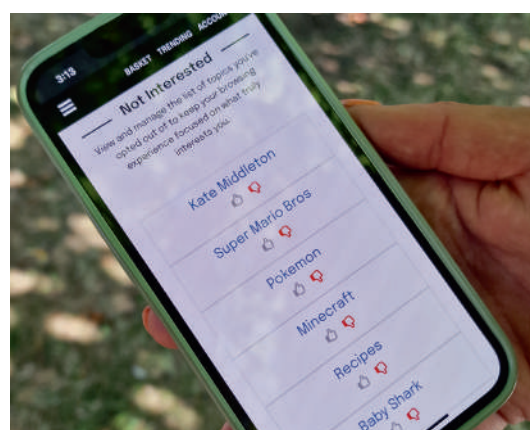 3:13
BASKET TRENDING ACCOUNT
Not Interested
View and manage the list of topics you've
opted out of to keep your browsing
experience focused on what truly
interests you.
Kate Middleton
Super Mario Bros
Pokemon
Minecraft
Recipes
Baby Shark